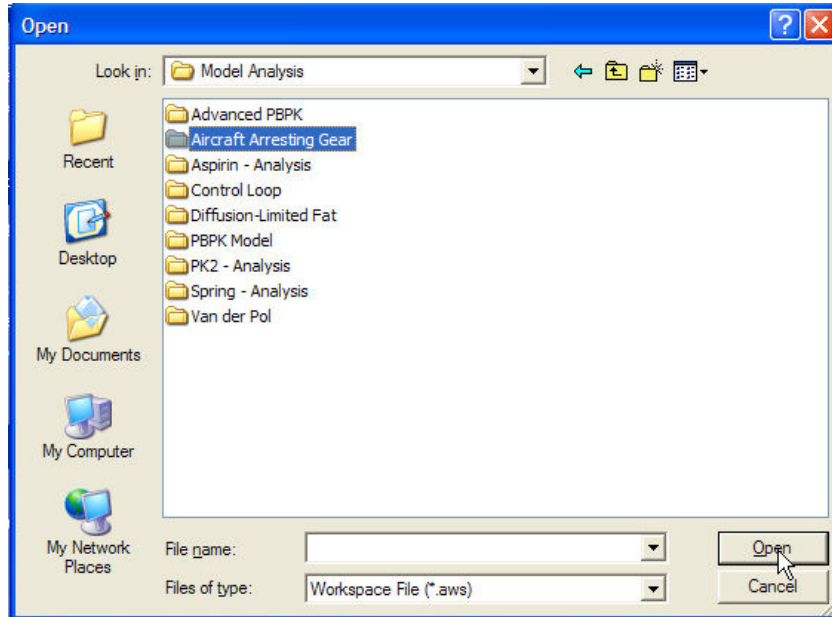 Open
Look in:
Model Analysis
Recent
Desktop
My Documents
My Computer
My Network
Places
Advanced PBPK
Aircraft Arresting Gear
Aspirin - Analysis
Control Loop
Diffusion-Limited Fat
PBPK Model
PK2 - Analysis
Spring - Analysis
Van der Pol
File name:
Open
Files of type:
Workspace File (*.aws)
Cancel